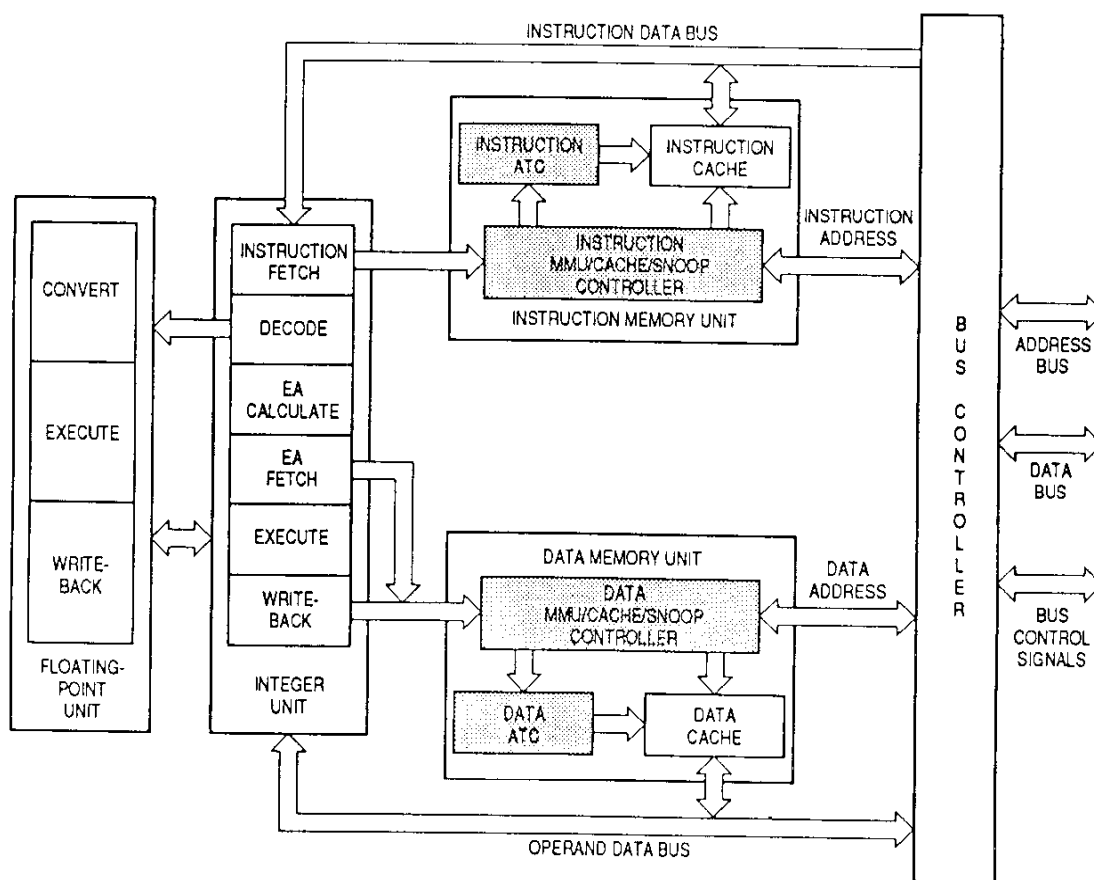 INSTRUCTION DATA BUS
INSTRUCTION
ATC
INSTRUCTION
CACHE
INSTRUCTION
MMU/CACHE/SNOOP
CONTROLLER
INSTRUCTION MEMORY UNIT
INSTRUCTION
ADDRESS
CONVERT
EXECUTE
WRITE-
BACK
FLOATING-
POINT
UNIT
INSTRUCTION
FETCH
DECODE
EA
CALCULATE
EA
FETCH
EXECUTE
WRITE-
BACK
INTEGER
UNIT
DATA MEMORY UNIT
DATA
MMU/CACHE/SNOOP
CONTROLLER
DATA
ATC
DATA
CACHE
DATA
ADDRESS
OPERAND DATA BUS
BUS CONTROLLER
ADDRESS
BUS
DATA
BUS
BUS
CONTROL
SIGNALS